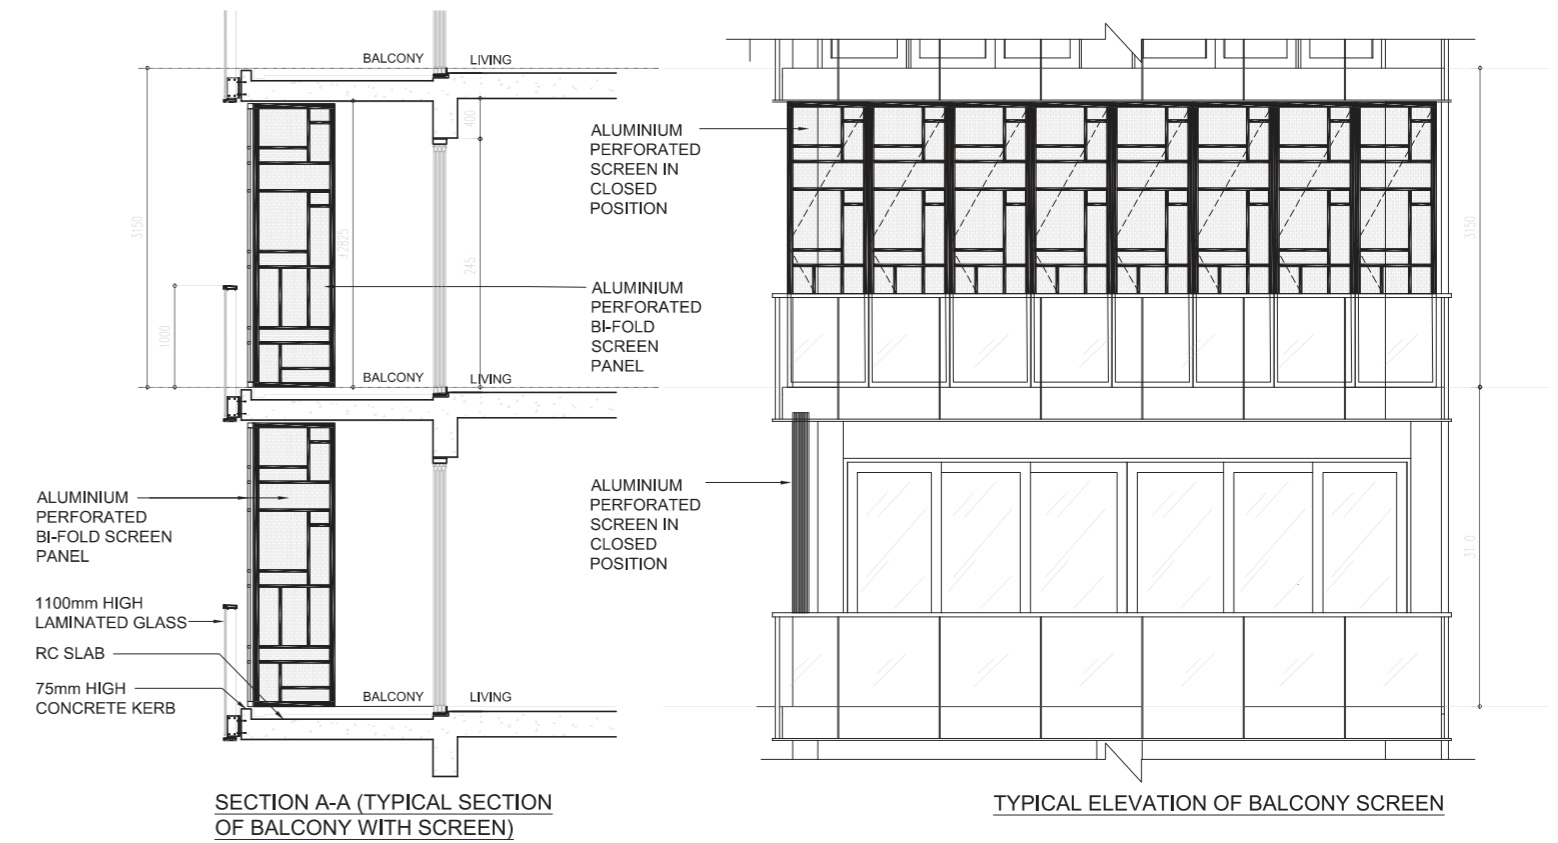 BALCONY
LIVING
400
3150
±2825
245
1000
ALUMINIUM
PERFORATED
SCREEN IN
CLOSED
POSITION
ALUMINIUM
PERFORATED
BI-FOLD
SCREEN
PANEL
BALCONY
LIVING
ALUMINIUM
PERFORATED
BI-FOLD SCREEN
PANEL
1100mm HIGH
LAMINATED GLASS
RC SLAB
75mm HIGH
CONCRETE KERB
BALCONY
LIVING
SECTION A-A (TYPICAL SECTION
OF BALCONY WITH SCREEN)
ALUMINIUM
PERFORATED
SCREEN IN
CLOSED
POSITION
3150
31 0
TYPICAL ELEVATION OF BALCONY SCREEN